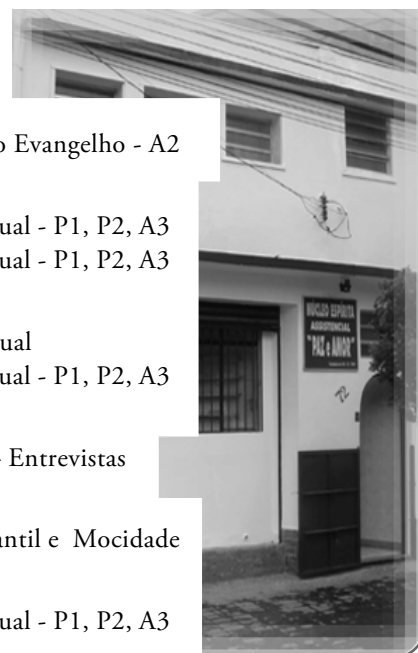 o Evangelho - A2
ual - P1, P2, A3
ual - P1, P2, A3
ual
ual - P1, P2, A3
- Entrevistas
antil e Mocidade
ual - P1, P2, A3
NÚCLEO ESPÍRITA
ASSISTENCIAL
"PAZ e AMOR"
72